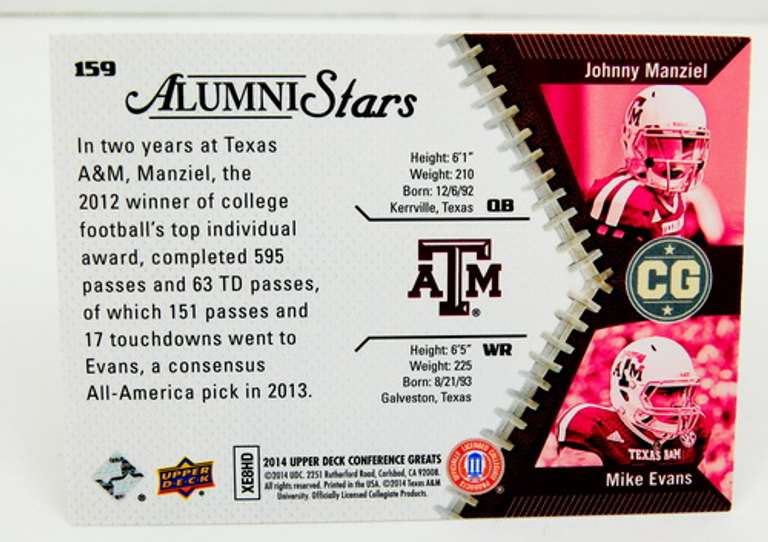 159
ALUMNI Stars
In two years at Texas
A&M, Manziel, the
2012 winner of college
football's top individual
award, completed 595
passes and 63 TD passes,
of which 151 passes and
17 touchdowns went to
Evans, a consensus
All-America pick in 2013.
Height: 6'1"
Weight: 210
Born: 12/6/92
Kerrville, Texas QB
ATM®
Height: 6'5" WR
Weight: 225
Born: 8/21/93
Galveston, Texas
Johnny Manziel
CG
TEXAS A&M
Mike Evans
UPPER
DECK
XE8HD
2014 UPPER DECK CONFERENCE GREATS
©2014 UDC. 2251 Rutherford Road, Carlsbad, CA 92008.
All rights reserved. Printed in the USA. ©2014 Texas A&M
University. Officially Licensed Collegiate Products.
OFFICIALLY LICENSED COLLEGIATE PRODUCTS